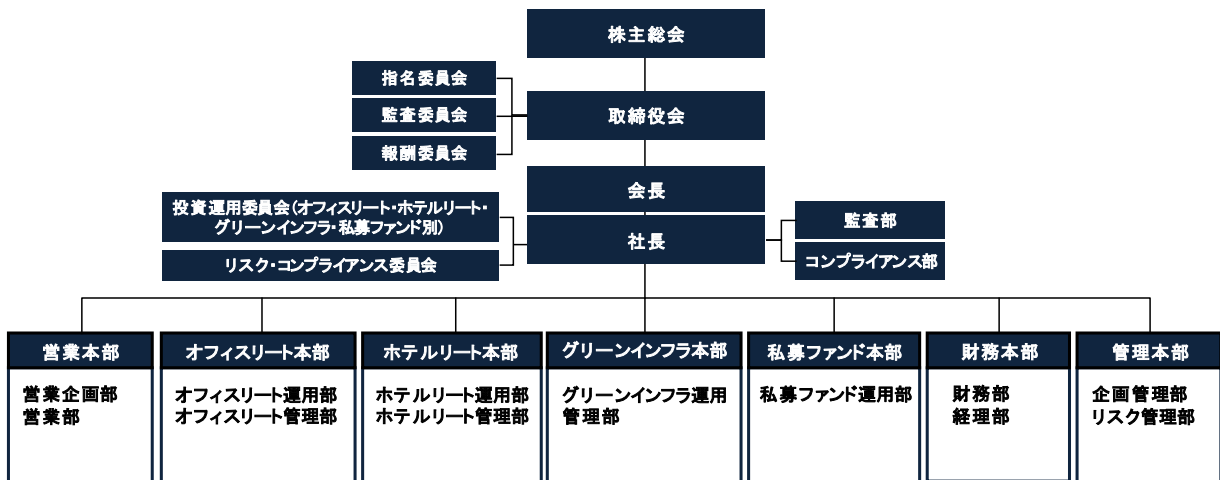 株主総会
指名委員会
監査委員会
報酬委員会
取締役会
会長
投資運用委員会(オフィスリート・ホテルリート・
グリーンインフラ・私募ファンド別)
リスク・コンプライアンス委員会
社長
監査部
コンプライアンス部
営業本部
営業企画部
営業部
オフィスリート本部
オフィスリート運用部
オフィスリート管理部
ホテルリート本部
ホテルリート運用部
ホテルリート管理部
グリーンインフラ本部
グリーンインフラ運用
管理部
私募ファンド本部
私募ファンド運用部
財務本部
財務部
経理部
管理本部
企画管理部
リスク管理部